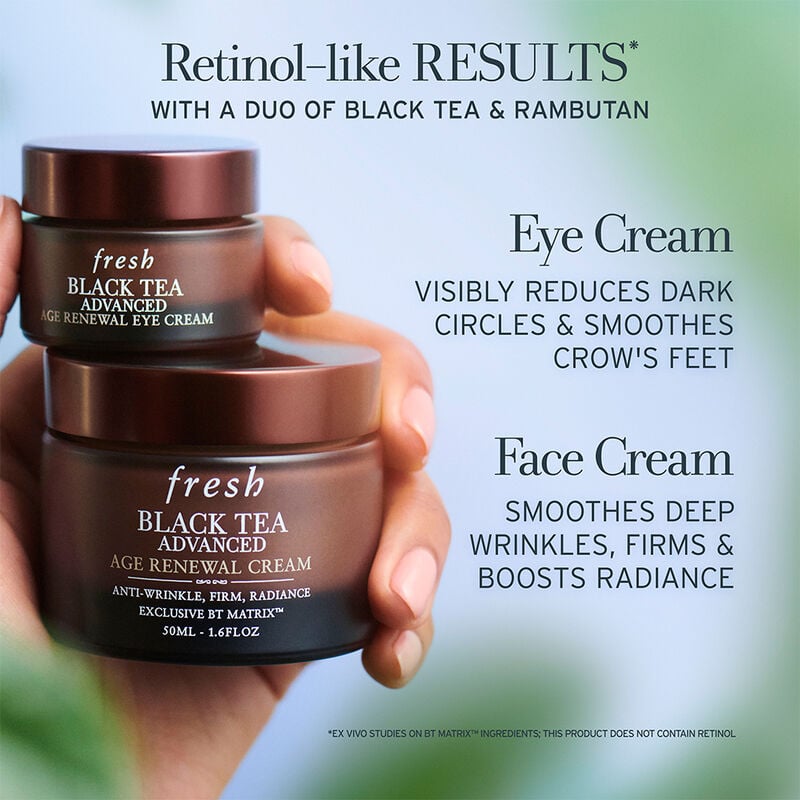 Retinol-like RESULTS*
WITH A DUO OF BLACK TEA & RAMBUTAN
fresh
BLACK TEA
ADVANCED
AGE RENEWAL EYE CREAM
Eye Cream
VISIBLY REDUCES DARK
CIRCLES & SMOOTHES
CROW'S FEET
fresh
BLACK TEA
ADVANCED
AGE RENEWAL CREAM
ANTI-WRINKLE, FIRM, RADIANCE
EXCLUSIVE BT MATRIX™
50ML - 1.6FLOZ
Face Cream
SMOOTHES DEEP
WRINKLES, FIRMS &
BOOSTS RADIANCE
*EX VIVO STUDIES ON BT MATRIX™ INGREDIENTS; THIS PRODUCT DOES NOT CONTAIN RETINOL